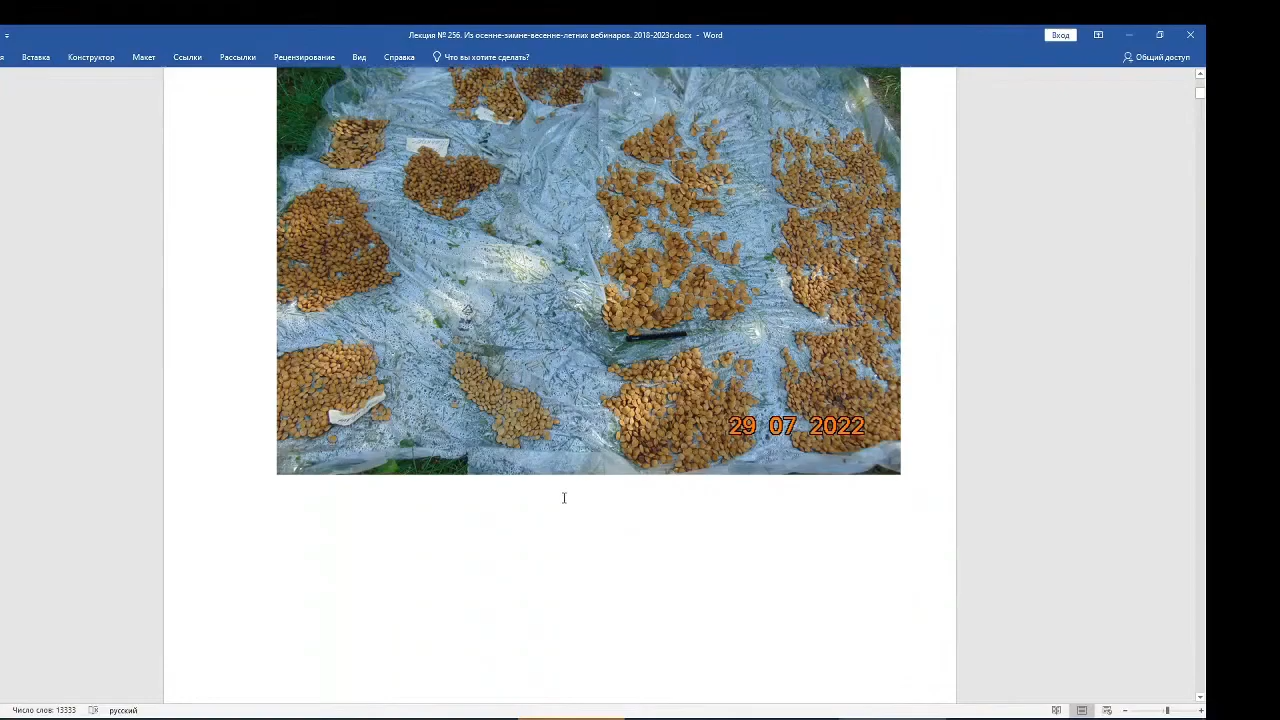 Лекция № 256. Из осенне-зимне-весенне-летних вебинаров. 2018-2023г.docx - Word
Вход
я Вставка Конструктор Макет Ссылки Рассылки Рецензирование Вид Справка Что вы хотите сделать? Общий доступ
29 07 2022
Число слов: 13333 русский